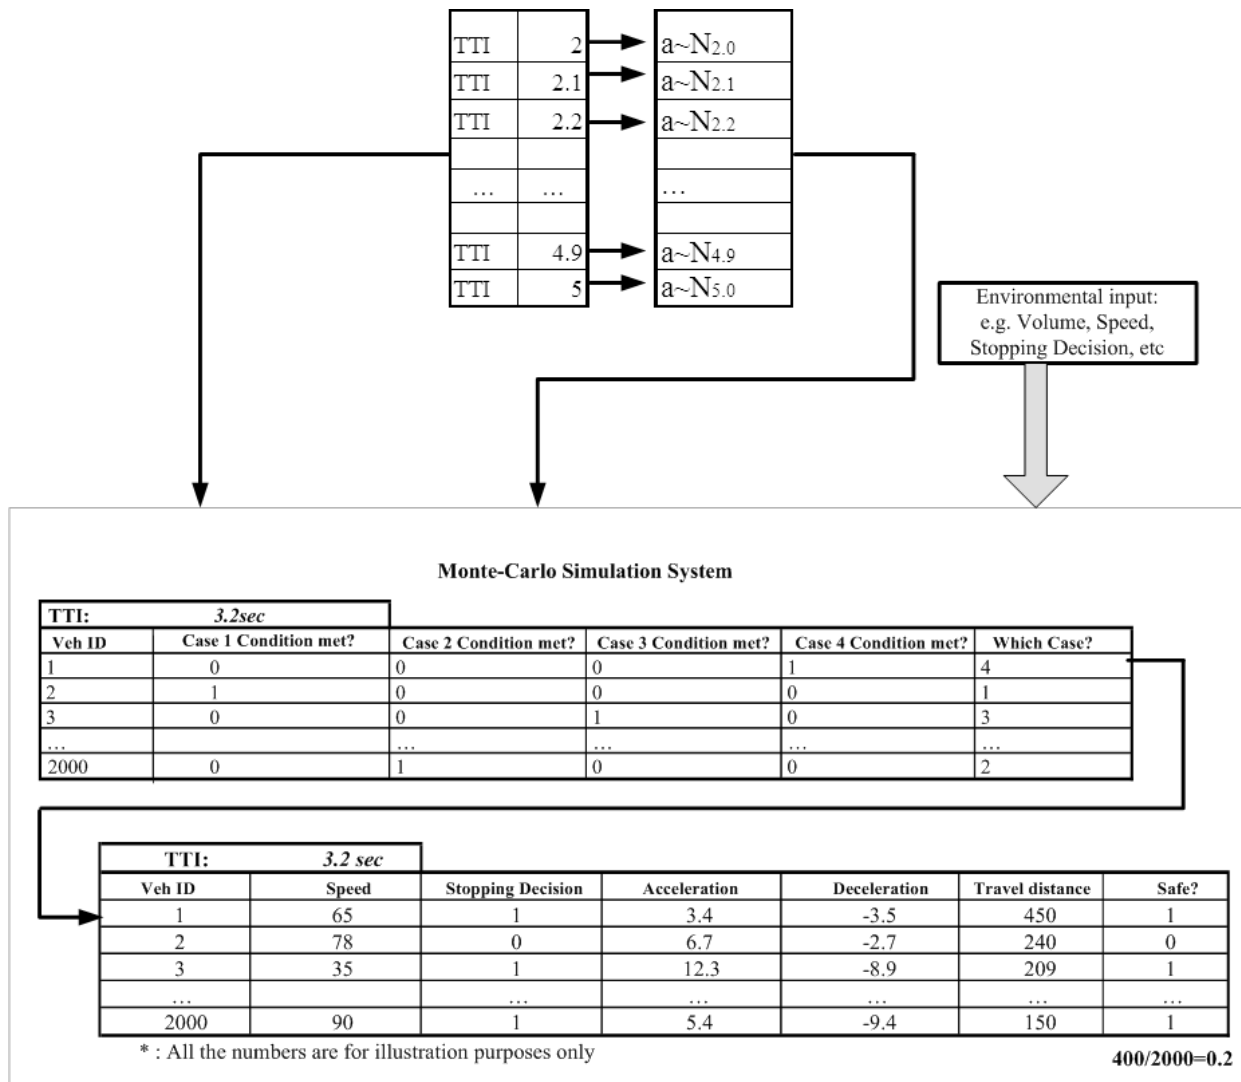 TTI 2 a~N2.0
TTI 2.1 a~N2.1
TTI 2.2 a~N2.2
... ... ...
TTI 4.9 a~N4.9
TTI 5 a~N5.0
Environmental input:
e.g. Volume, Speed,
Stopping Decision, etc
Monte-Carlo Simulation System
TTI: 3.2sec
Veh ID Case 1 Condition met? Case 2 Condition met? Case 3 Condition met? Case 4 Condition met? Which Case?
1 0 0 0 1 4
2 1 0 0 0 1
3 0 0 1 0 3
... ... ... ... ...
2000 0 1 0 0 2
TTI: 3.2 sec
Veh ID Speed Stopping Decision Acceleration Deceleration Travel distance Safe?
1 65 1 3.4 -3.5 450 1
2 78 0 6.7 -2.7 240 0
3 35 1 12.3 -8.9 209 1
... ... ... ... ... ...
2000 90 1 5.4 -9.4 150 1
* : All the numbers are for illustration purposes only
400/2000=0.2